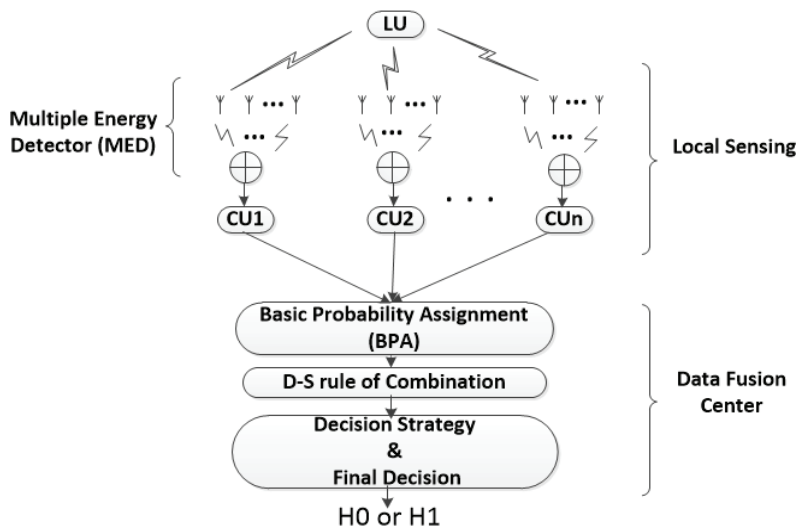 LU
Multiple Energy
Detector (MED)
Local Sensing
CU1
CU2
CUn
Basic Probability Assignment
(BPA)
D-S rule of Combination
Data Fusion
Center
Decision Strategy
&
Final Decision
H0 or H1